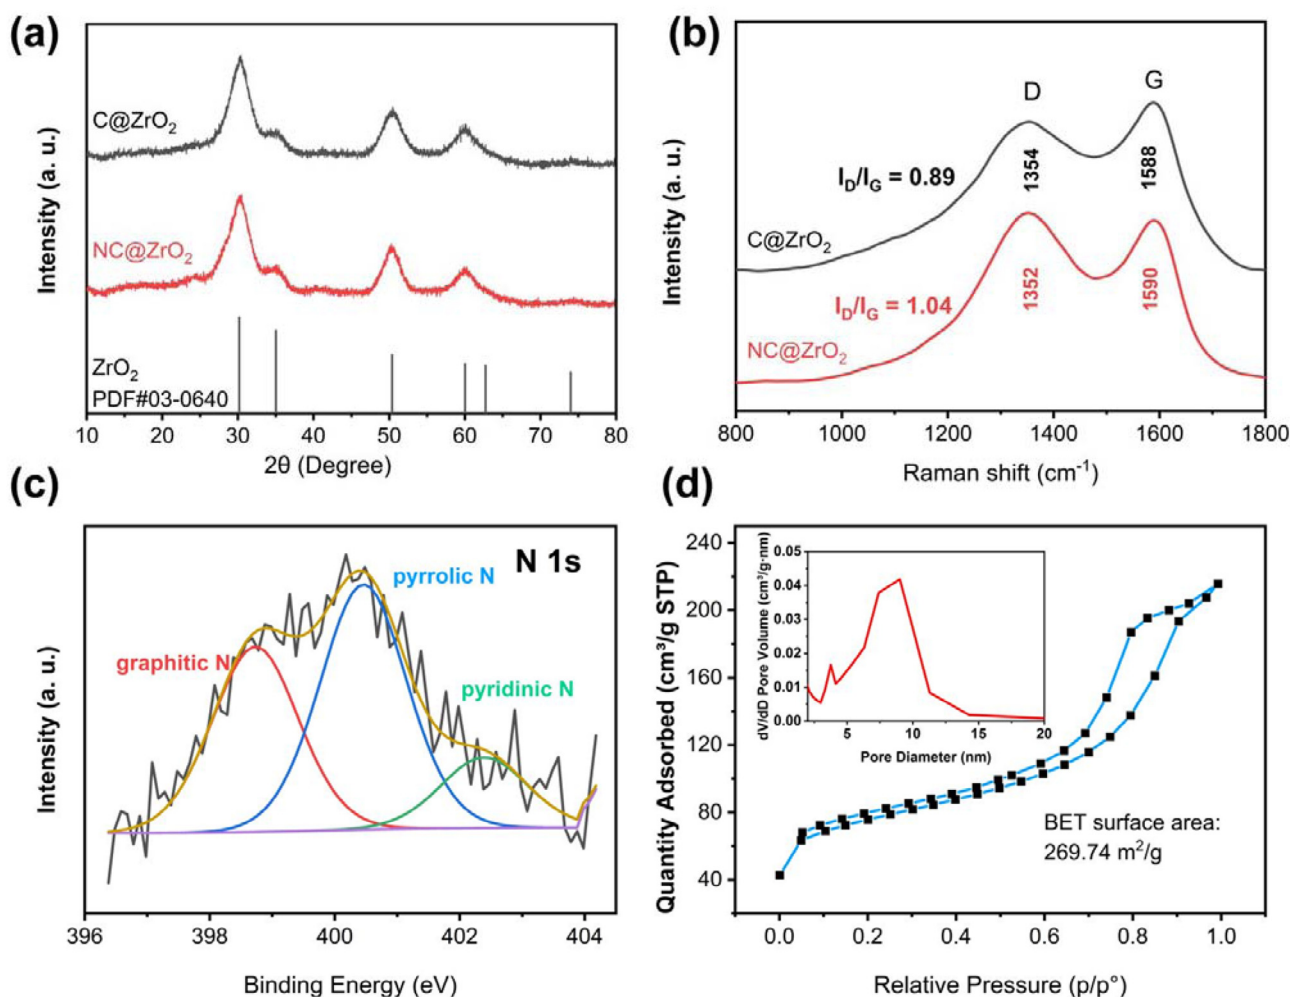 (a)
C@ZrO₂
NC@ZrO₂
ZrO₂
PDF#03-0640
Intensity (a. u.)
10 20 30 40 50 60 70 80
2θ (Degree)
(b)
D G
I_D/I_G = 0.89
1354
1588
C@ZrO₂
I_D/I_G = 1.04
1352
1590
NC@ZrO₂
Intensity (a. u.)
800 1000 1200 1400 1600 1800
Raman shift (cm⁻¹)
(c)
N 1s
pyrrolic N
graphitic N
pyridinic N
Intensity (a. u.)
396 398 400 402 404
Binding Energy (eV)
(d)
Quantity Adsorbed (cm³/g STP)
240
200
160
120
80
40
dV/dD Pore Volume (cm³/g·nm)
0.05
0.04
0.03
0.02
0.01
0.00
5 10 15 20
Pore Diameter (nm)
BET surface area:
269.74 m²/g
0.0 0.2 0.4 0.6 0.8 1.0
Relative Pressure (p/p°)